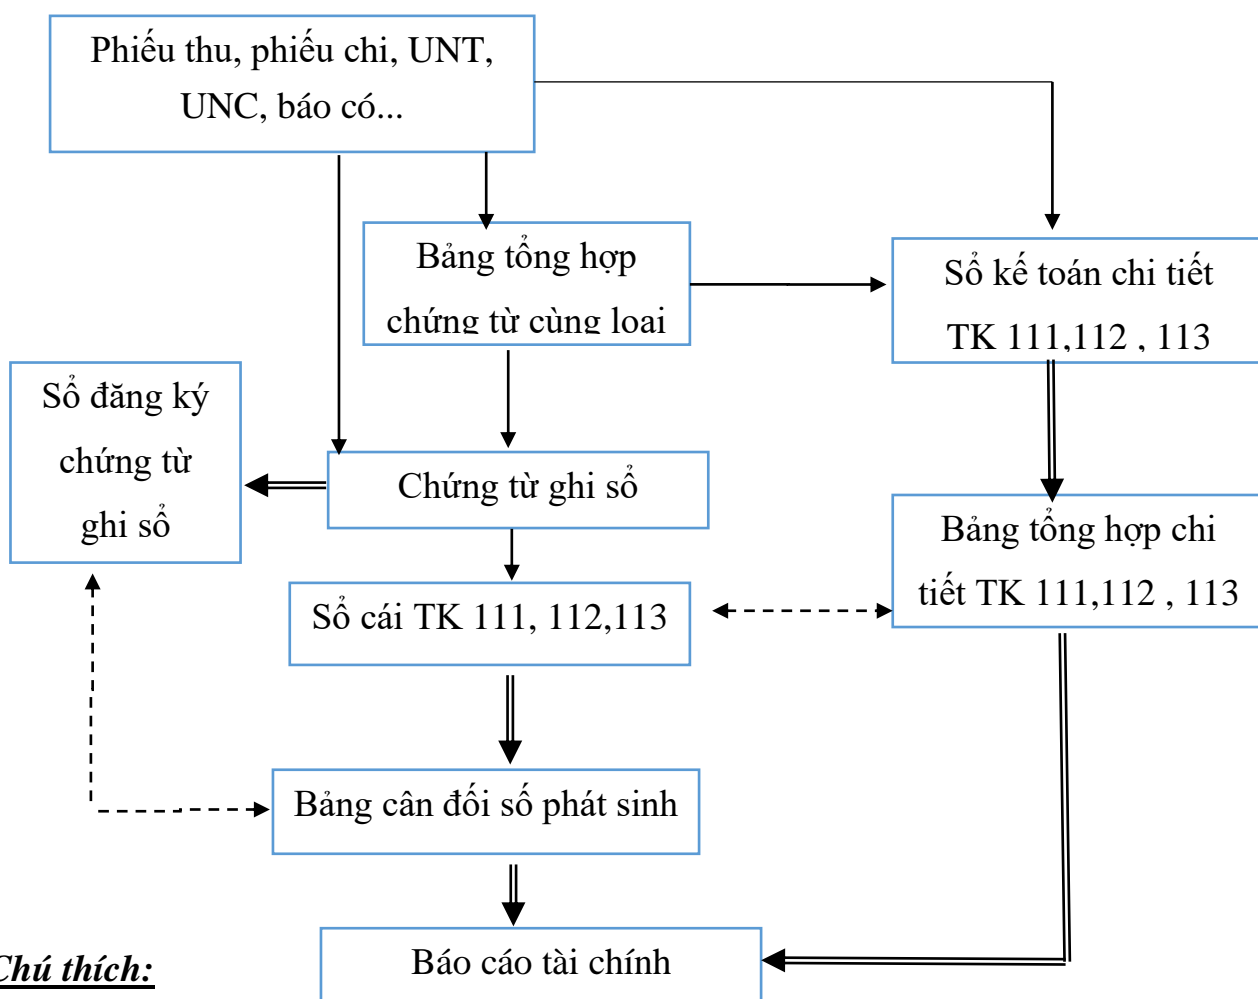 Phiếu thu, phiếu chi, UNT,
UNC, báo có...
Bảng tổng hợp
chứng từ cùng loại
Sổ kế toán chi tiết
TK 111,112 , 113
Sổ đăng ký
chứng từ
ghi sổ
Chứng từ ghi sổ
Bảng tổng hợp chi
tiết TK 111,112 , 113
Sổ cái TK 111, 112,113
Bảng cân đối số phát sinh
Báo cáo tài chính
Chú thích: